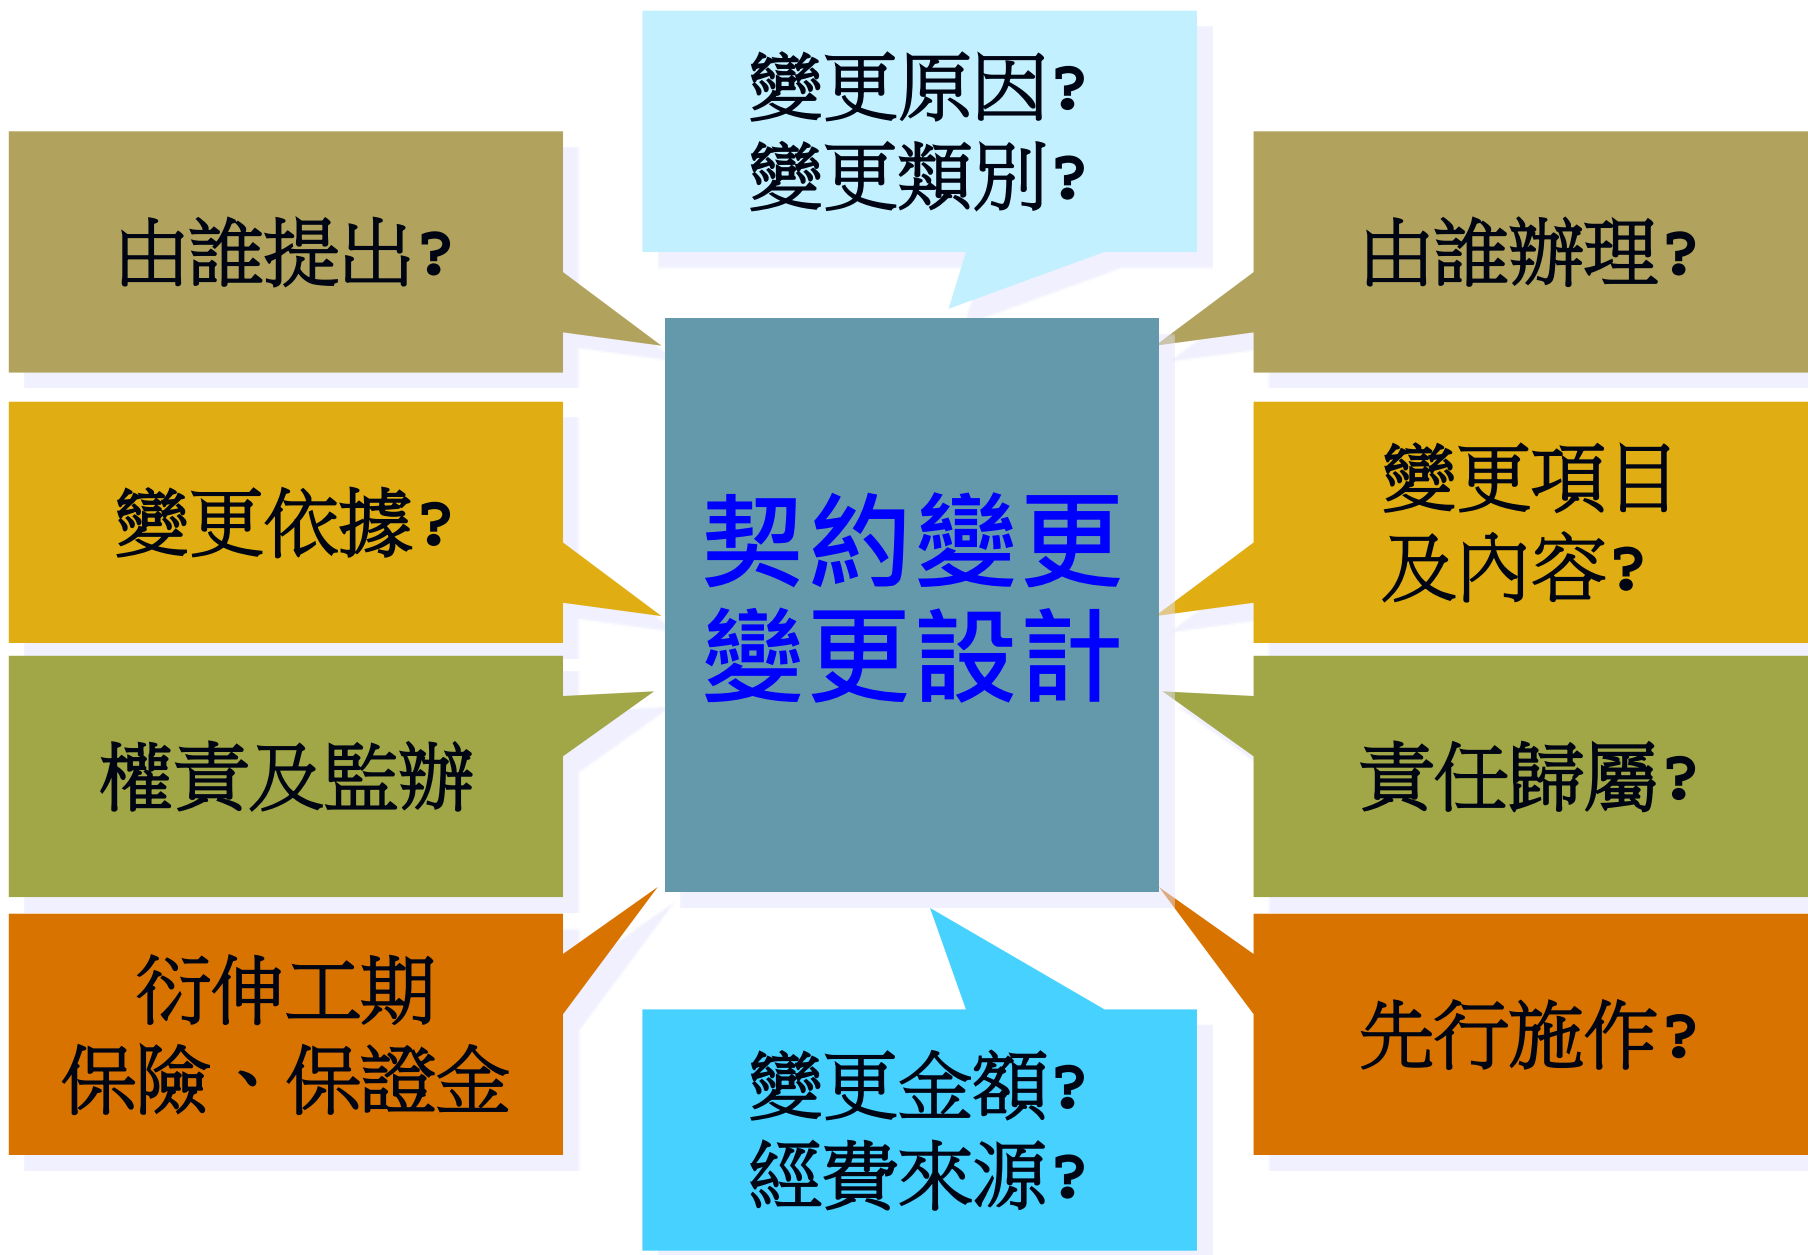 變更原因?
變更類別?
由誰提出?
由誰辦理?
變更依據?
變更項目
及內容?
契約變更
變更設計
權責及監辦
責任歸屬?
衍伸工期
保險、保證金
先行施作?
變更金額?
經費來源?